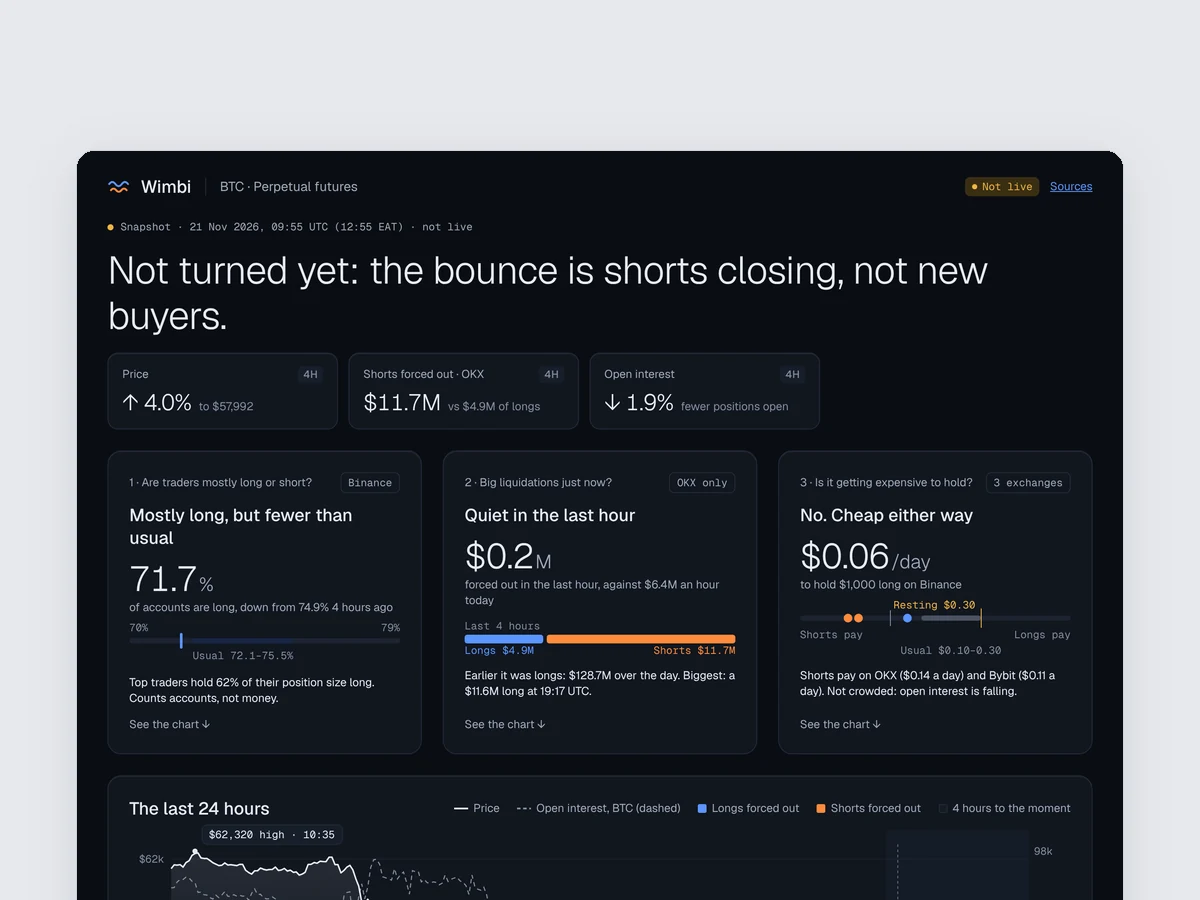 Wimbi
BTC · Perpetual futures
Not live
Sources
Snapshot · 21 Nov 2026, 09:55 UTC (12:55 EAT) · not live
Not turned yet: the bounce is shorts closing, not new
buyers.
Price
4H
↑ 4.0% to $57,992
Shorts forced out · OKX
4H
$11.7M vs $4.9M of longs
Open interest
4H
↓ 1.9% fewer positions open
1 · Are traders mostly long or short?
Binance
Mostly long, but fewer than
usual
71.7%
of accounts are long, down from 74.9% 4 hours ago
70%
79%
Usual 72.1–75.5%
Top traders hold 62% of their position size long.
Counts accounts, not money.
See the chart ↓
2 · Big liquidations just now?
OKX only
Quiet in the last hour
$0.2M
forced out in the last hour, against $6.4M an hour
today
Last 4 hours
Longs $4.9M
Shorts $11.7M
Earlier it was longs: $128.7M over the day. Biggest: a
$11.6M long at 19:17 UTC.
See the chart ↓
3 · Is it getting expensive to hold?
3 exchanges
No. Cheap either way
$0.06/day
to hold $1,000 long on Binance
Resting $0.30
Shorts pay
Longs pay
Usual $0.10–0.30
Shorts pay on OKX ($0.14 a day) and Bybit ($0.11 a
day). Not crowded: open interest is falling.
See the chart ↓
The last 24 hours
Price
Open interest, BTC (dashed)
Longs forced out
Shorts forced out
4 hours to the moment
$62,320 high · 10:35
$62k
98k